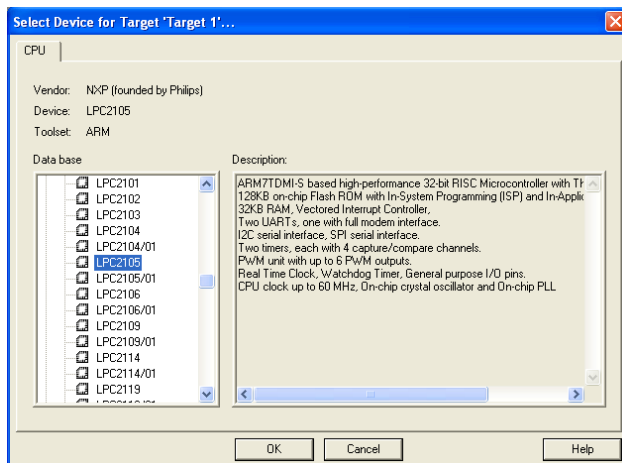 Select Device for Target 'Target 1'...
CPU
Vendor: NXP (founded by Philips)
Device: LPC2105
Toolset: ARM
Data base
Description:
LPC2101
LPC2102
LPC2103
LPC2104
LPC2104/01
LPC2105
LPC2105/01
LPC2106
LPC2106/01
LPC2109
LPC2109/01
LPC2114
LPC2114/01
LPC2119
ARM7TDMI-S based high-performance 32-bit RISC Microcontroller with Th
128KB on-chip Flash ROM with In-System Programming (ISP) and In-Applic
32KB RAM, Vectored Interrupt Controller,
Two UARTs, one with full modem interface.
I2C serial interface, SPI serial interface.
Two timers, each with 4 capture/compare channels.
PWM unit with up to 6 PWM outputs.
Real Time Clock, Watchdog Timer, General purpose I/O pins.
CPU clock up to 60 MHz, On-chip crystal oscillator and On-chip PLL
OK
Cancel
Help